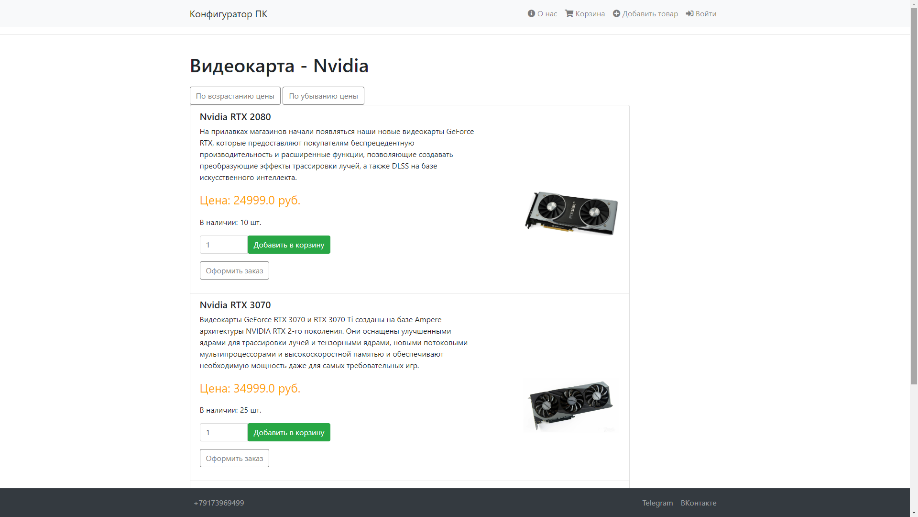 Конфигуратор ПК
О нас Корзина Добавить товар Войти
Видеокарта - Nvidia
По возрастанию цены По убыванию цены
Nvidia RTX 2080
На прилавках магазинов начали появляться наши новые видеокарты GeForce
RTX, которые предоставляют покупателям беспрецедентную
производительность и расширенные функции, позволяющие создавать
преобразующие эффекты трассировки лучей, а также DLSS на базе
искусственного интеллекта.
Цена: 24999.0 руб.
В наличии: 10 шт.
1 Добавить в корзину
Оформить заказ
Nvidia RTX 3070
Видеокарты GeForce RTX 3070 и RTX 3070 Ti созданы на базе Ampere
архитектуры NVIDIA RTX 2-го поколения. Они оснащены улучшенными
ядрами для трассировки лучей и тензорными ядрами, новыми потоковыми
мультипроцессорами и высокоскоростной памятью и обеспечивают
необходимую мощность даже для самых требовательных игр.
Цена: 34999.0 руб.
В наличии: 25 шт.
1 Добавить в корзину
Оформить заказ
+79173969499 Telegram ВКонтакте